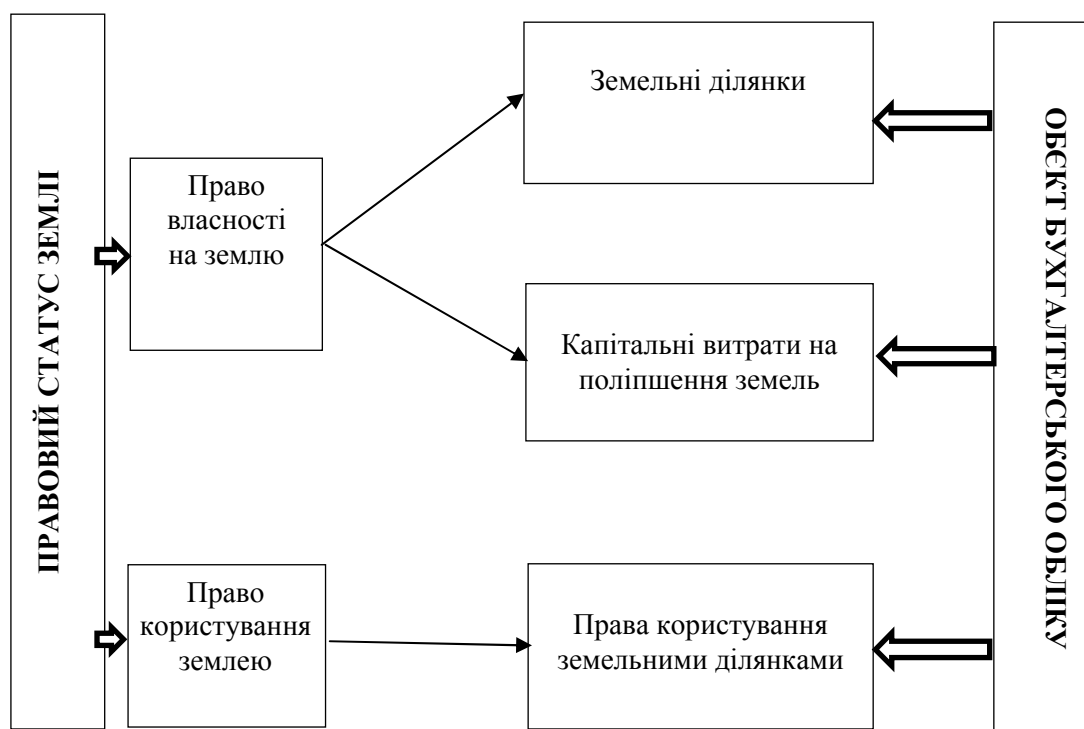 ПРАВОВИЙ СТАТУС ЗЕМЛІ
Право
власності
на землю
Право
користування
землею
Земельні ділянки
Капітальні витрати на
поліпшення земель
Права користування
земельними ділянками
ОБЄКТ БУХГАЛТЕРСЬКОГО ОБЛІКУ